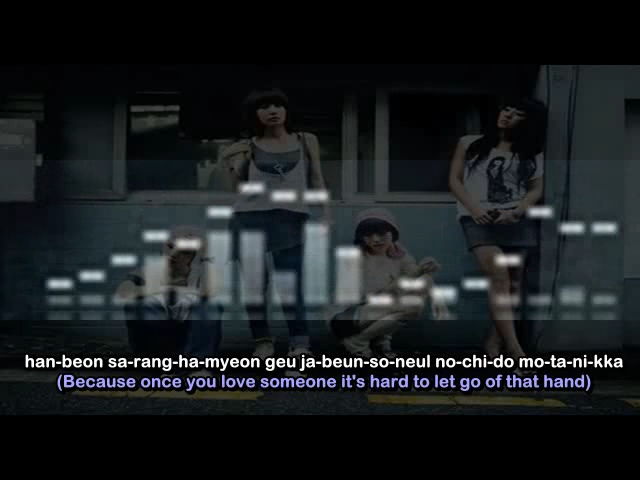 han-beon sa-rang-ha-myeon geu ja-beun-so-neul no-chi-do mo-ta-ni-kka
(Because once you love someone it's hard to let go of that hand)